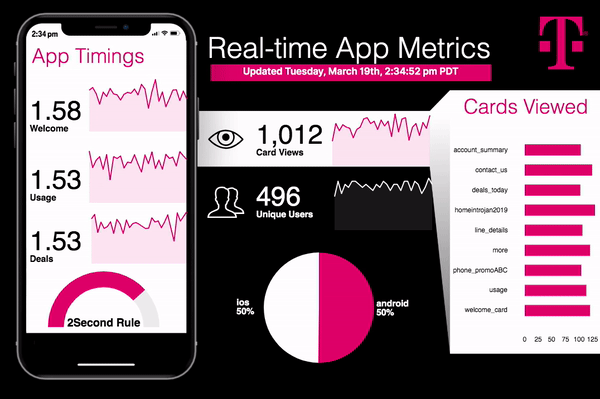 2:34 pm
App Timings
1.58
Welcome
1.53
Usage
1.53
Deals
2Second Rule
Real-time App Metrics
Updated Tuesday, March 19th, 2:34:52 pm PDT
T
1,012
Card Views
496
Unique Users
ios
50%
android
50%
Cards Viewed
account_summary
contact_us
deals_today
homeintrojan2019
line_details
more
phone_promoABC
usage
welcome_card
0 25 50 75 100 125